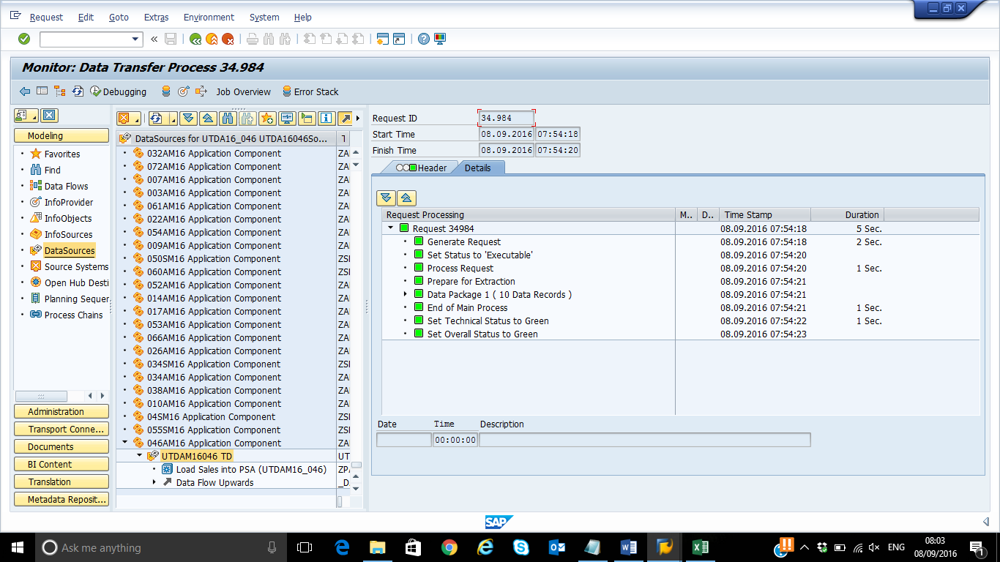 Request Edit Goto Extras Environment System Help
Monitor: Data Transfer Process 34.984
Debugging Job Overview Error Stack
Modeling
Favorites
Find
Data Flows
InfoProvider
InfoObjects
InfoSources
DataSources
Source Systems
Open Hub Desti
Planning Sequer
Process Chains
Administration
Transport Conne...
Documents
BI Content
Translation
Metadata Reposit...
DataSources for UTDA16_046 UTDA16046So... T
032AM16 Application Component ZA
072AM16 Application Component ZA
007AM16 Application Component ZA
003AM16 Application Component ZA
061AM16 Application Component ZA
022AM16 Application Component ZA
054AM16 Application Component ZA
009AM16 Application Component ZA
050SM16 Application Component ZS
060AM16 Application Component ZS
052AM16 Application Component ZA
014AM16 Application Component ZA
017AM16 Application Component ZA
053AM16 Application Component ZA
066AM16 Application Component ZA
026AM16 Application Component ZA
034SM16 Application Component ZS
034AM16 Application Component ZA
038AM16 Application Component ZA
010AM16 Application Component ZA
04SM16 Application Component ZS
055SM16 Application Component ZS
046AM16 Application Component ZA
UTDAM16046 TD UT
Load Sales into PSA (UTDAM16_046) ZP
Data Flow Upwards _D
Request ID 34.984
Start Time 08.09.2016 07:54:18
Finish Time 08.09.2016 07:54:20
Header Details
Request Processing M.. D.. Time Stamp Duration
Request 34984 08.09.2016 07:54:18 5 Sec.
Generate Request 08.09.2016 07:54:18 2 Sec.
Set Status to 'Executable' 08.09.2016 07:54:20
Process Request 08.09.2016 07:54:20 1 Sec.
Prepare for Extraction 08.09.2016 07:54:21
Data Package 1 ( 10 Data Records ) 08.09.2016 07:54:21
End of Main Process 08.09.2016 07:54:21 1 Sec.
Set Technical Status to Green 08.09.2016 07:54:22 1 Sec.
Set Overall Status to Green 08.09.2016 07:54:23
Date Time Description
00:00:00
SAP
Ask me anything
ENG
08:03
08/09/2016
1